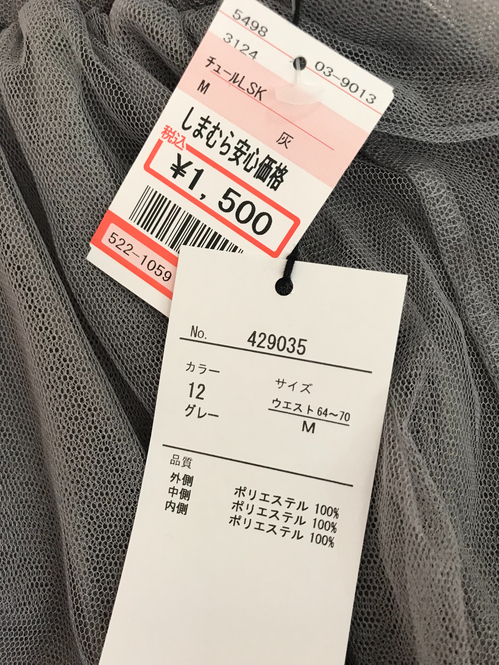 5498
3124 03-9013
チュールLSK
M 灰
しまむら安心価格
税込
¥1,500
522-1059
No. 429035
カラー サイズ
12 ウエスト64〜70
グレー M
品質
外側 ポリエステル 100%
中側 ポリエステル 100%
内側 ポリエステル 100%